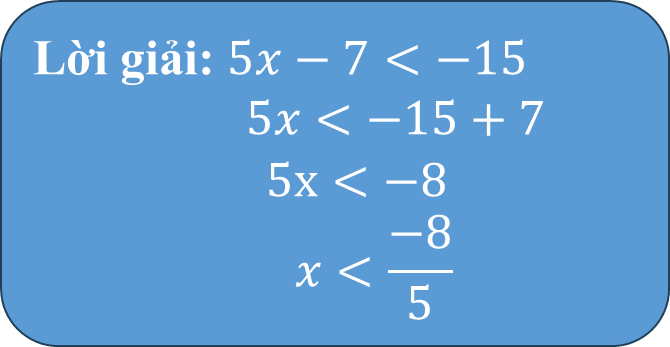 Lời giải: 5x − 7 < −15
5x < −15 + 7
5x < −8
x < −8/5